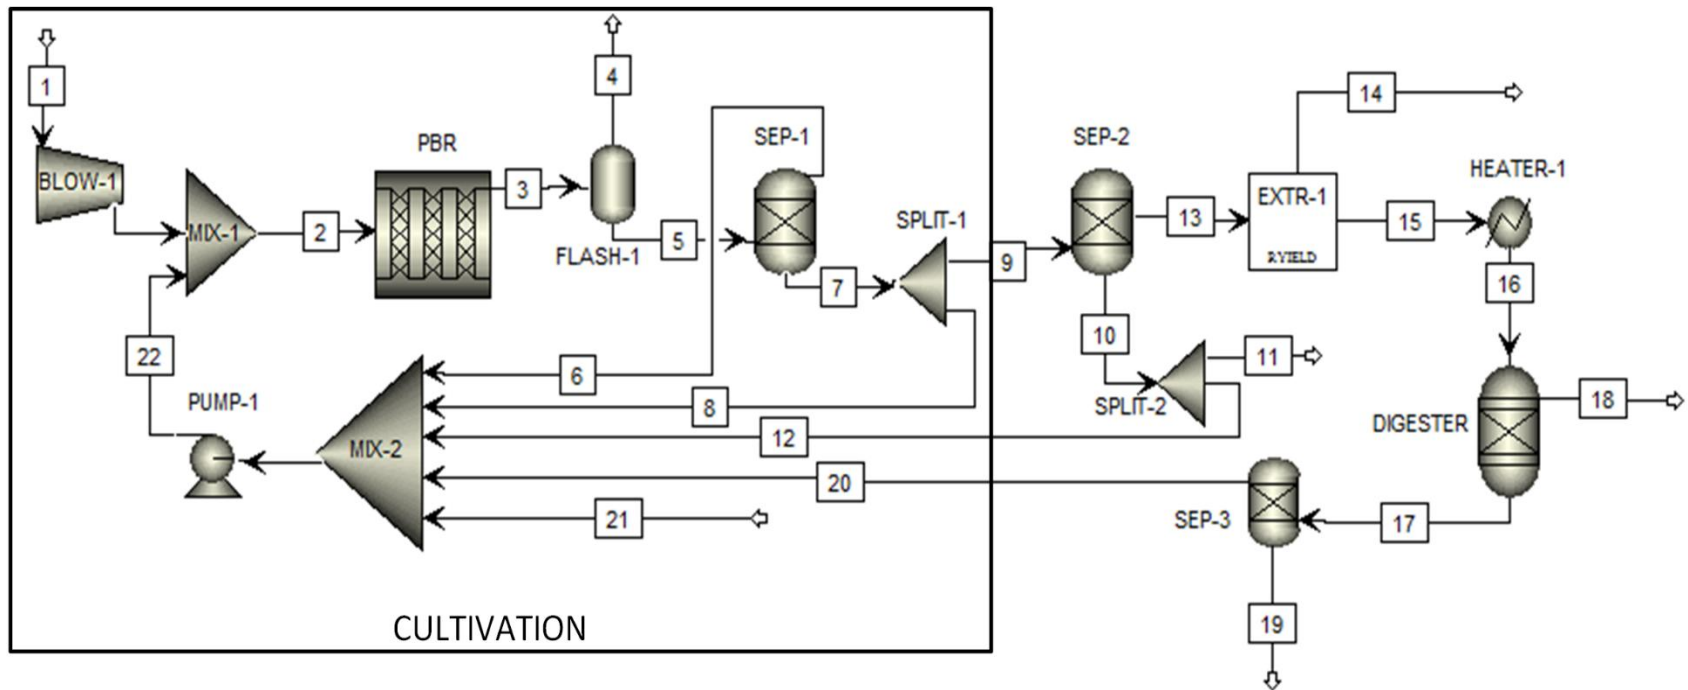 1
BLOW-1
MIX-1
2
PBR
3
4
FLASH-1
5
SEP-1
7
SPLIT-1
9
SEP-2
13
EXTR-1
RYIELD
14
15
HEATER-1
16
10
SPLIT-2
11
DIGESTER
18
22
PUMP-1
MIX-2
6
8
12
20
21
SEP-3
17
19
CULTIVATION